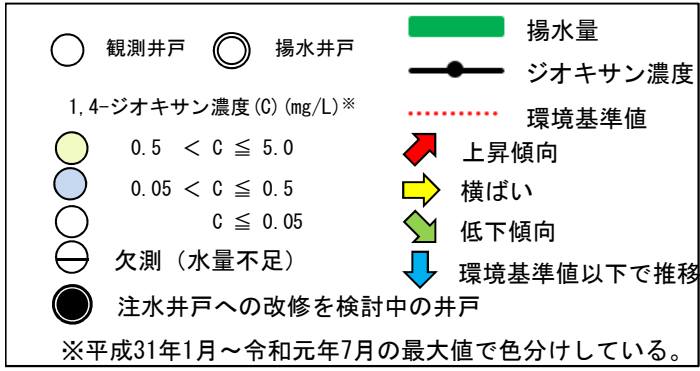 観測井戸
揚水井戸
1,4-ジオキサン濃度(C)(mg/L)※
0.5 < C ≦ 5.0
0.05 < C ≦ 0.5
C ≦ 0.05
欠測（水量不足）
注水井戸への改修を検討中の井戸
揚水量
ジオキサン濃度
環境基準値
上昇傾向
横ばい
低下傾向
環境基準値以下で推移
※平成31年1月～令和元年7月の最大値で色分けしている。